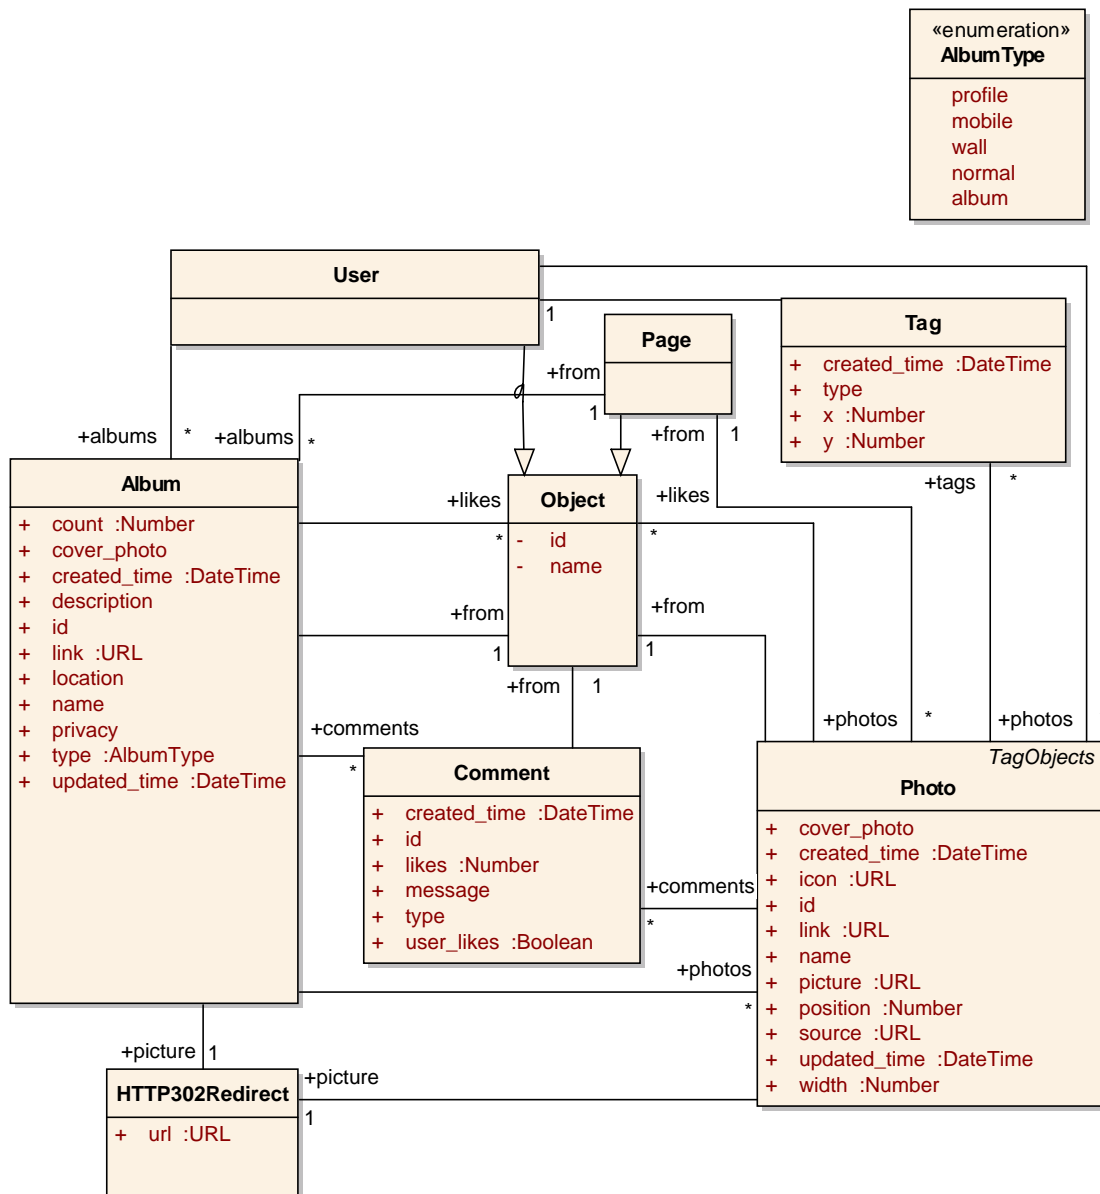 «enumeration»
AlbumType
profile
mobile
wall
normal
album
User
1
Tag
+ created_time :DateTime
+ type
+ x :Number
+ y :Number
Page
+from
1
+from
1
+albums
*
+albums
*
+tags
*
Album
+ count :Number
+ cover_photo
+ created_time :DateTime
+ description
+ id
+ link :URL
+ location
+ name
+ privacy
+ type :AlbumType
+ updated_time :DateTime
+likes
*
Object
- id
- name
+likes
*
+from
1
+from
1
+from
1
+photos
*
+photos
+comments
*
Comment
+ created_time :DateTime
+ id
+ likes :Number
+ message
+ type
+ user_likes :Boolean
TagObjects
Photo
+ cover_photo
+ created_time :DateTime
+ icon :URL
+ id
+ link :URL
+ name
+ picture :URL
+ position :Number
+ source :URL
+ updated_time :DateTime
+ width :Number
+comments
*
+photos
*
+picture
1
HTTP302Redirect
+ url :URL
+picture
1